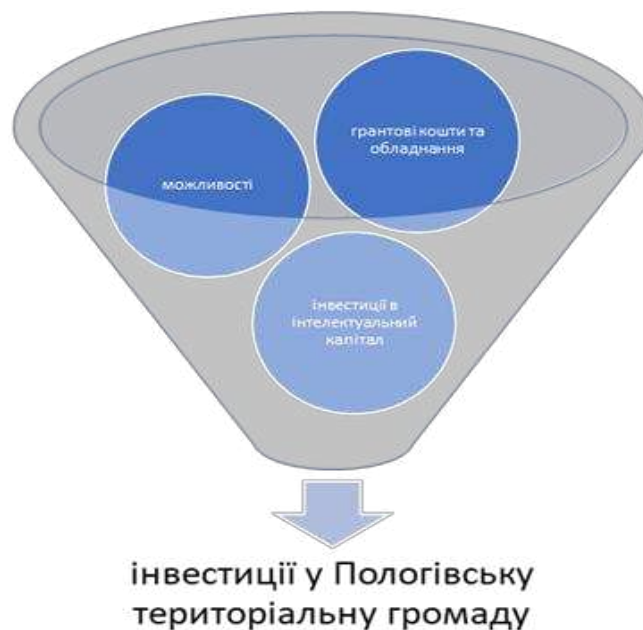 грантові кошти та
обладнання
можливості
інвестиції в
інтелектуальний
капітал
інвестиції у Пологівську
територіальну громаду